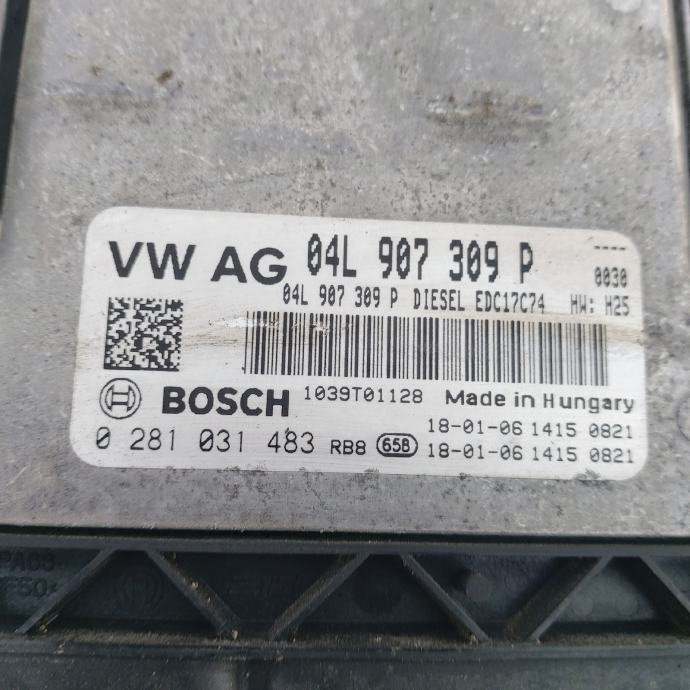 VW AG 04L 907 309 P ----
0030
04L 907 309 P DIESEL EDC17C74 HW: H25
BOSCH 1039T01128 Made in Hungary
18-01-06 1415 0821
0 281 031 483 RB8 65B 18-01-06 1415 0821